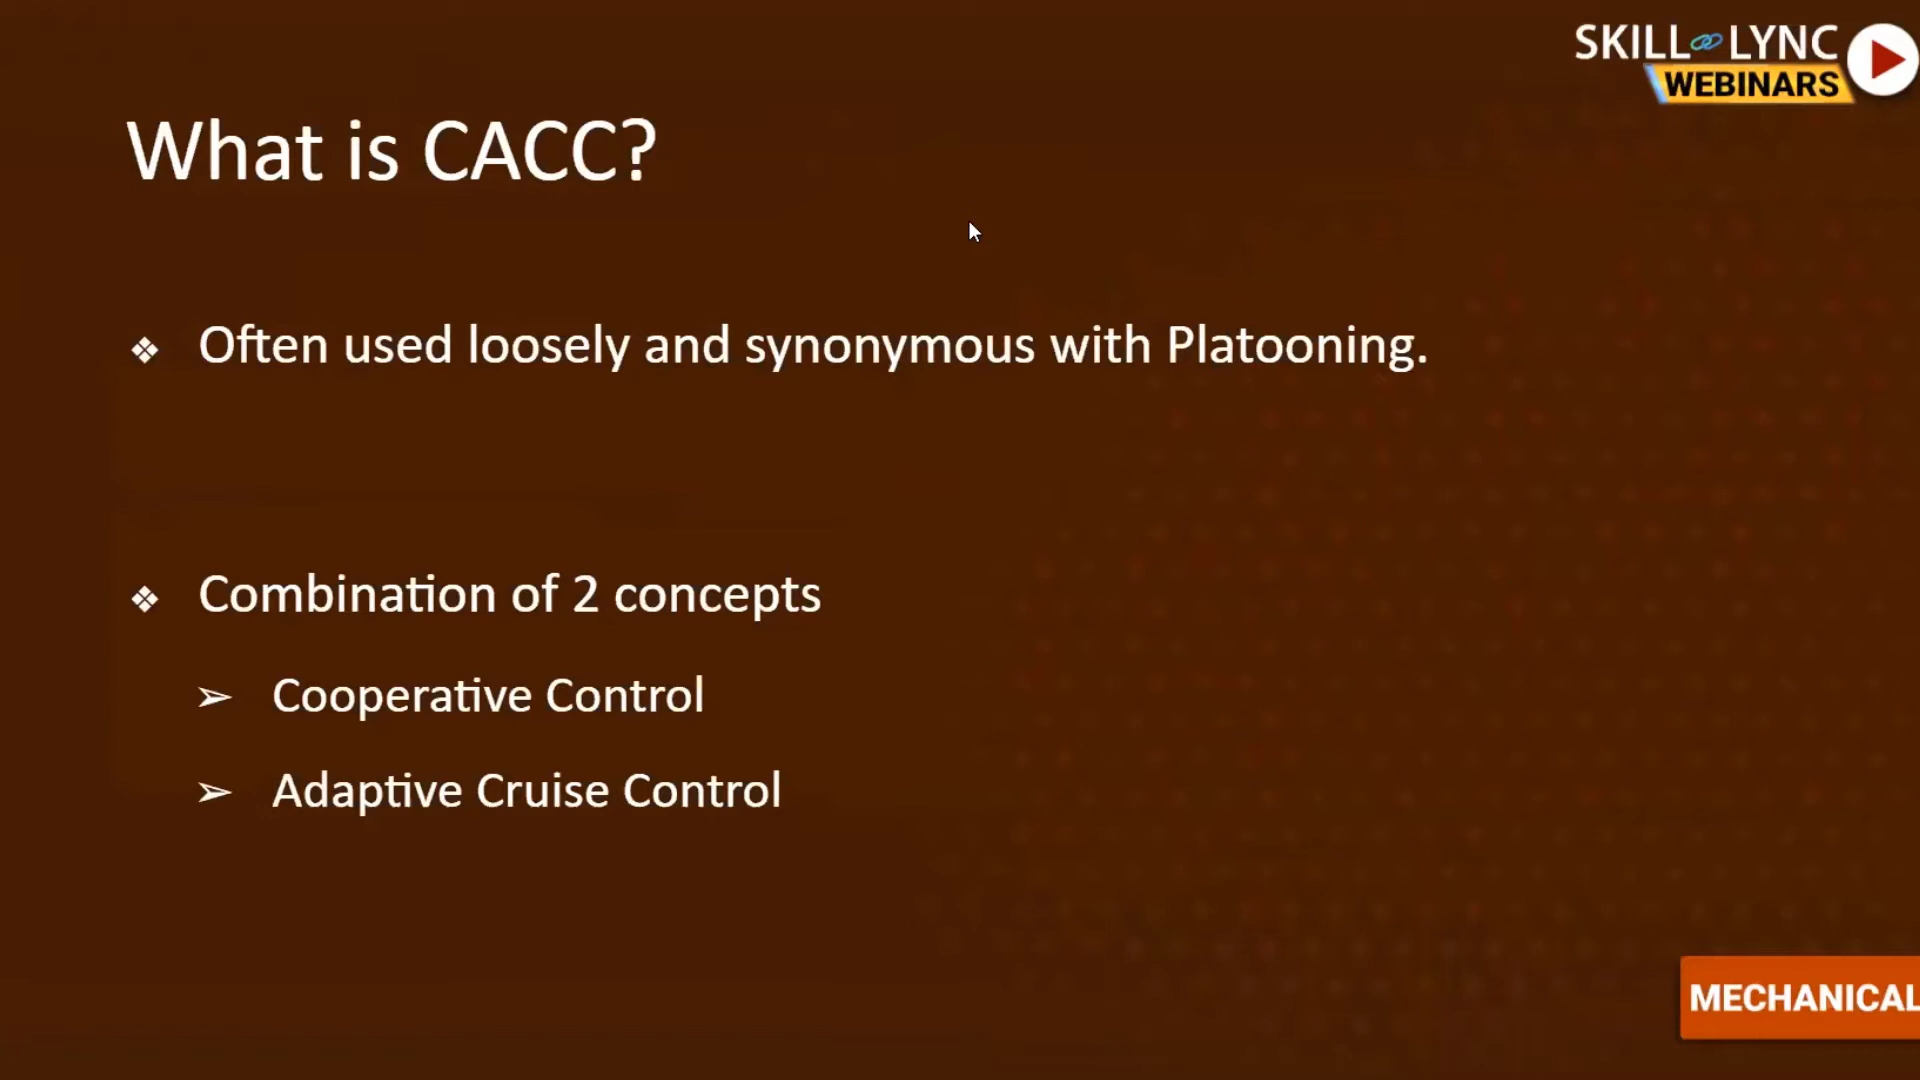 SKILL LYNC
WEBINARS
What is CACC?
❖ Often used loosely and synonymous with Platooning.
❖ Combination of 2 concepts
➢ Cooperative Control
➢ Adaptive Cruise Control
MECHANICAL